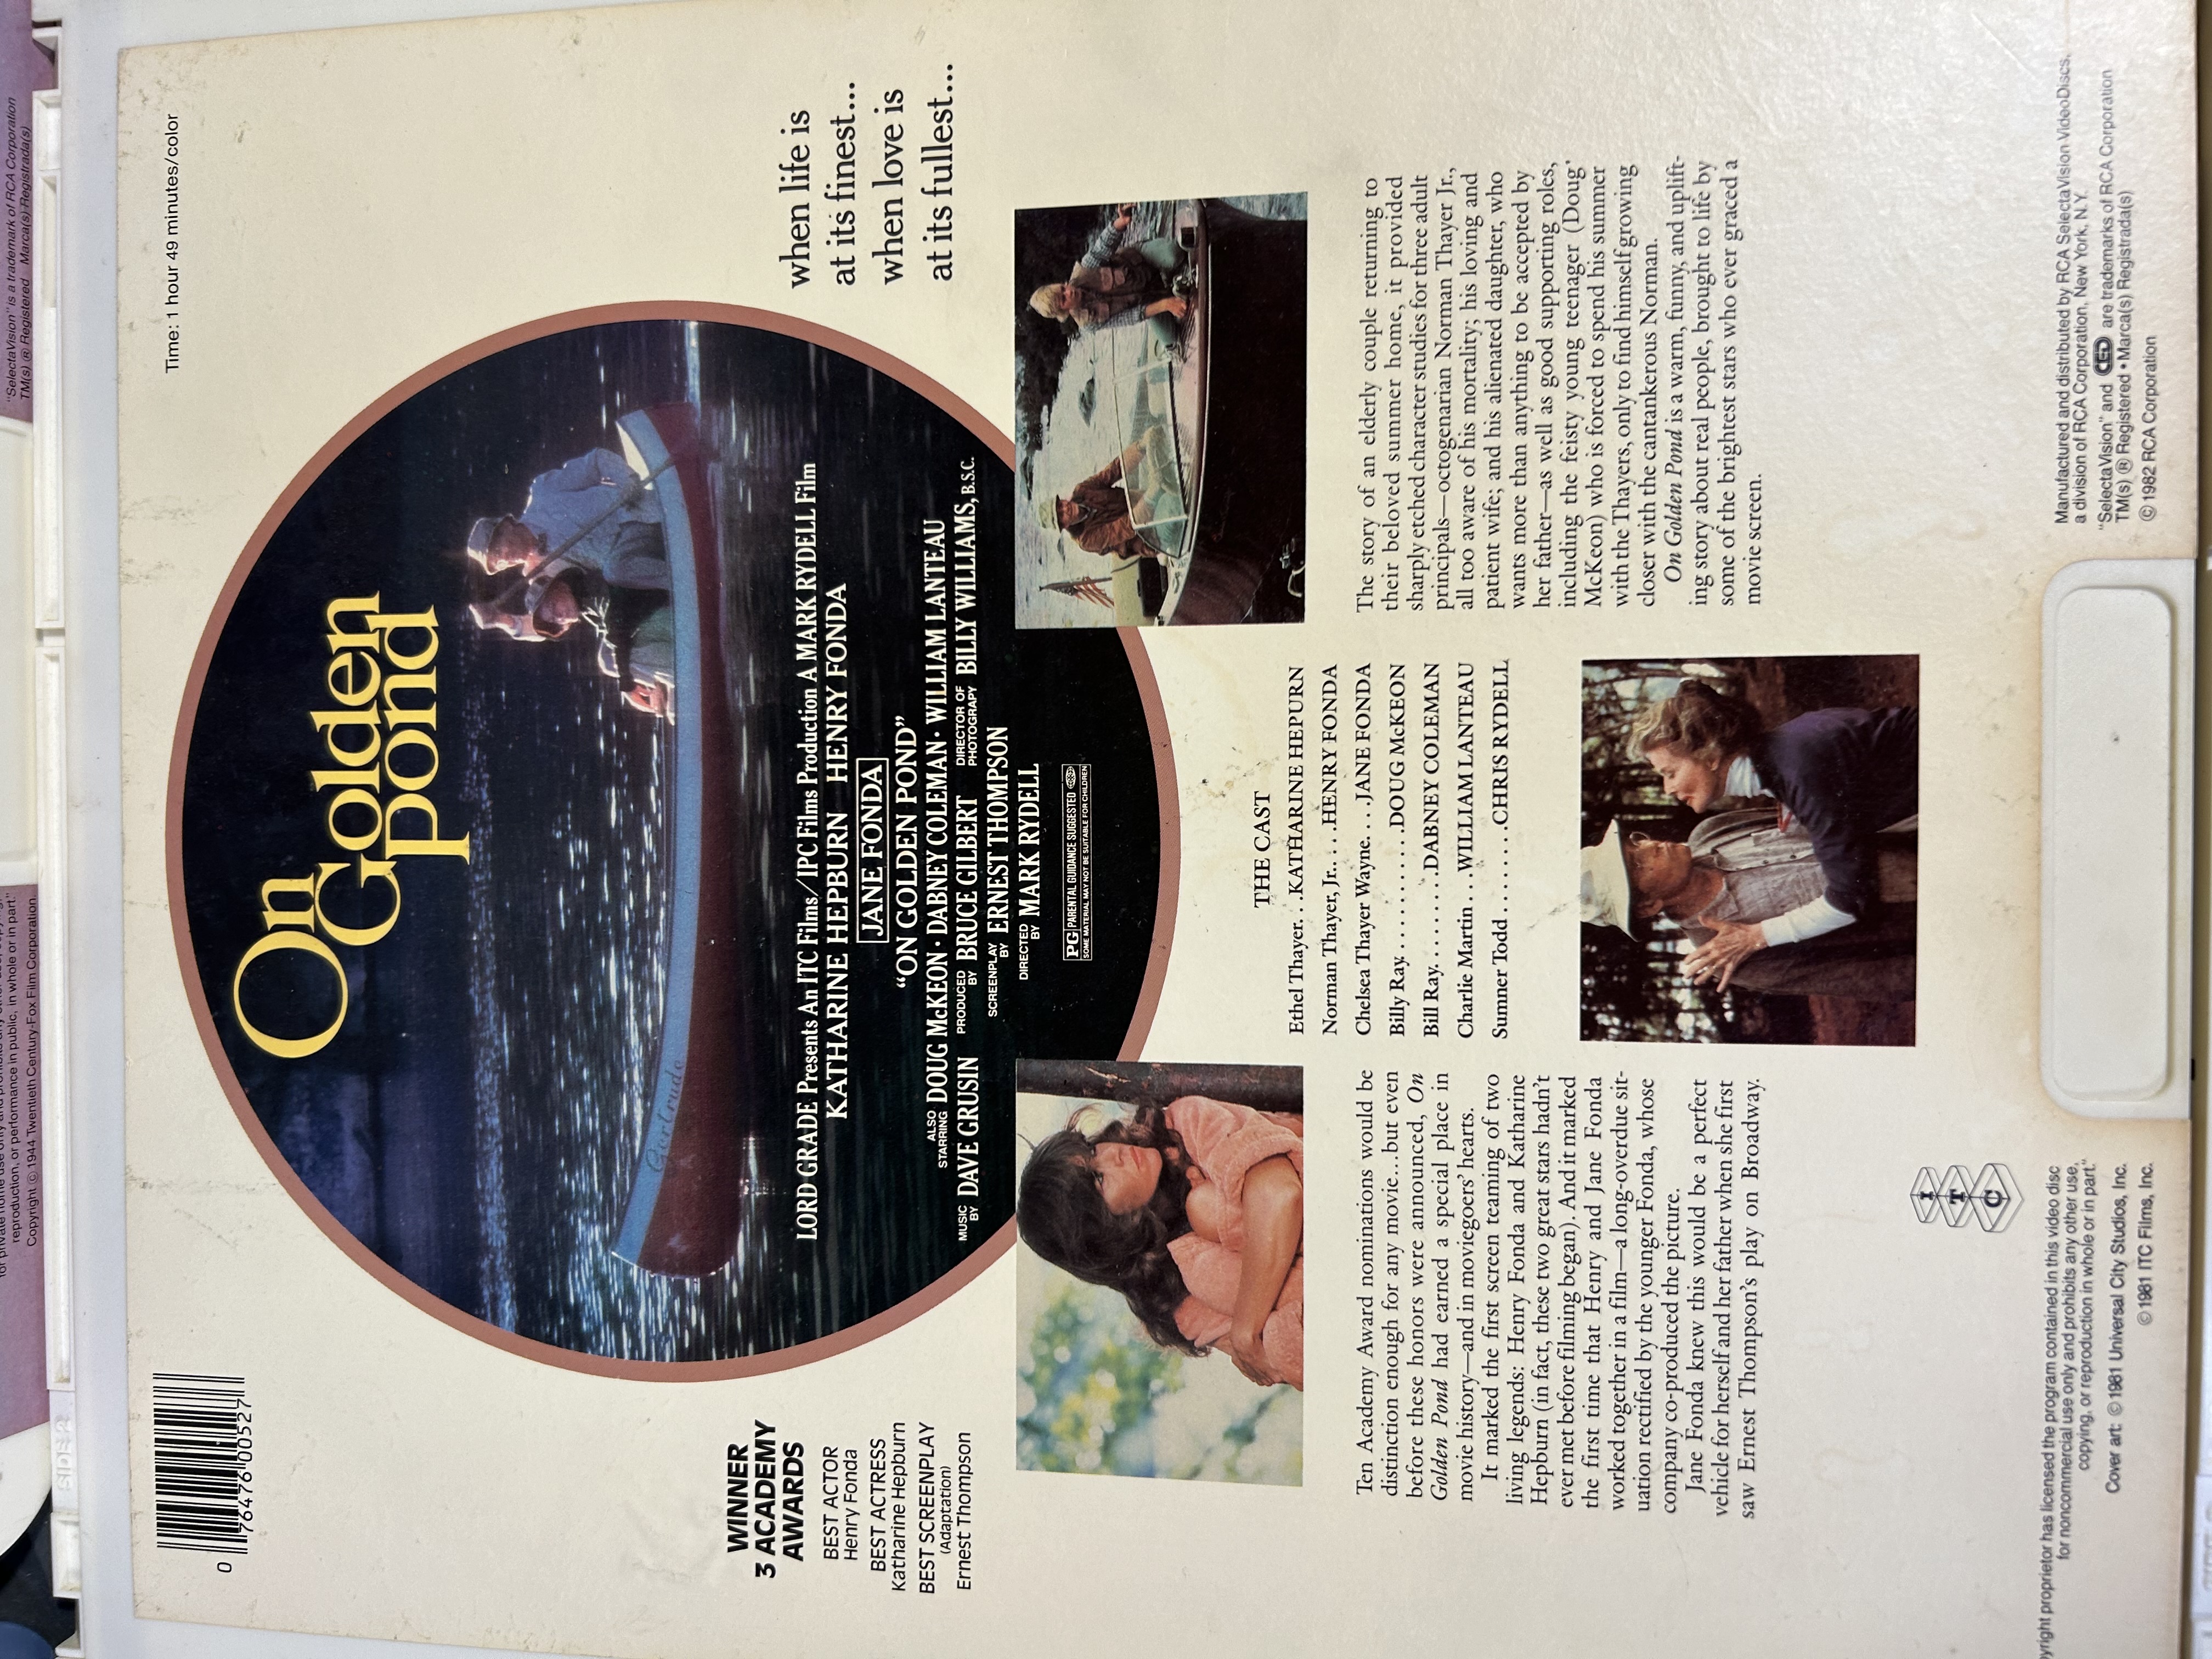 "SelectaVision" is a trademark of RCA Corporation
TM(s) ® Registered Marca(s) Registrada(s)
reproduction, or performance in public, in whole or in part."
Copyright © 1944 Twentieth Century-Fox Film Corporation
SIDE 2
0 76476 00527
Time: 1 hour 49 minutes/color
On
Golden
pond
Gertrude
WINNER
3 ACADEMY
AWARDS
BEST ACTOR
Henry Fonda
BEST ACTRESS
Katharine Hepburn
BEST SCREENPLAY
(Adaptation)
Ernest Thompson
LORD GRADE Presents An ITC Films/IPC Films Production A MARK RYDELL Film
KATHARINE HEPBURN HENRY FONDA
JANE FONDA
"ON GOLDEN POND"
ALSO STARRING DOUG McKEON · DABNEY COLEMAN · WILLIAM LANTEAU
MUSIC BY DAVE GRUSIN PRODUCED BY BRUCE GILBERT DIRECTOR OF PHOTOGRAPY BILLY WILLIAMS, B.S.C.
SCREENPLAY BY ERNEST THOMPSON
DIRECTED BY MARK RYDELL
PG PARENTAL GUIDANCE SUGGESTED
SOME MATERIAL MAY NOT BE SUITABLE FOR CHILDREN
when life is
at its finest...
when love is
at its fullest...
Ten Academy Award nominations would be
distinction enough for any movie...but even
before these honors were announced, On
Golden Pond had earned a special place in
movie history—and in moviegoers' hearts.
It marked the first screen teaming of two
living legends: Henry Fonda and Katharine
Hepburn (in fact, these two great stars hadn't
ever met before filming began). And it marked
the first time that Henry and Jane Fonda
worked together in a film—a long-overdue sit-
uation rectified by the younger Fonda, whose
company co-produced the picture.
Jane Fonda knew this would be a perfect
vehicle for herself and her father when she first
saw Ernest Thompson's play on Broadway.
THE CAST
Ethel Thayer...KATHARINE HEPURN
Norman Thayer, Jr.....HENRY FONDA
Chelsea Thayer Wayne....JANE FONDA
Billy Ray............DOUG McKEON
Bill Ray.........DABNEY COLEMAN
Charlie Martin...WILLIAM LANTEAU
Sumner Todd.........CHRIS RYDELL
The story of an elderly couple returning to
their beloved summer home, it provided
sharply etched character studies for three adult
principals—octogenarian Norman Thayer Jr.,
all too aware of his mortality; his loving and
patient wife; and his alienated daughter, who
wants more than anything to be accepted by
her father—as well as good supporting roles,
including the feisty young teenager (Doug'
McKeon) who is forced to spend his summer
with the Thayers, only to find himself growing
closer with the cantankerous Norman.
On Golden Pond is a warm, funny, and uplift-
ing story about real people, brought to life by
some of the brightest stars who ever graced a
movie screen.
I
T
C
proprietor has licensed the program contained in this video disc
for noncommercial use only and prohibits any other use,
copying, or reproduction in whole or in part."
Cover art: © 1981 Universal City Studios, Inc.
© 1981 ITC Films, Inc.
Manufactured and distributed by RCA SelectaVision VideoDiscs,
a division of RCA Corporation, New York, N.Y.
"SelectaVision" and CED are trademarks of RCA Corporation
TM(s) ® Registered • Marca(s) Registrada(s)
© 1982 RCA Corporation